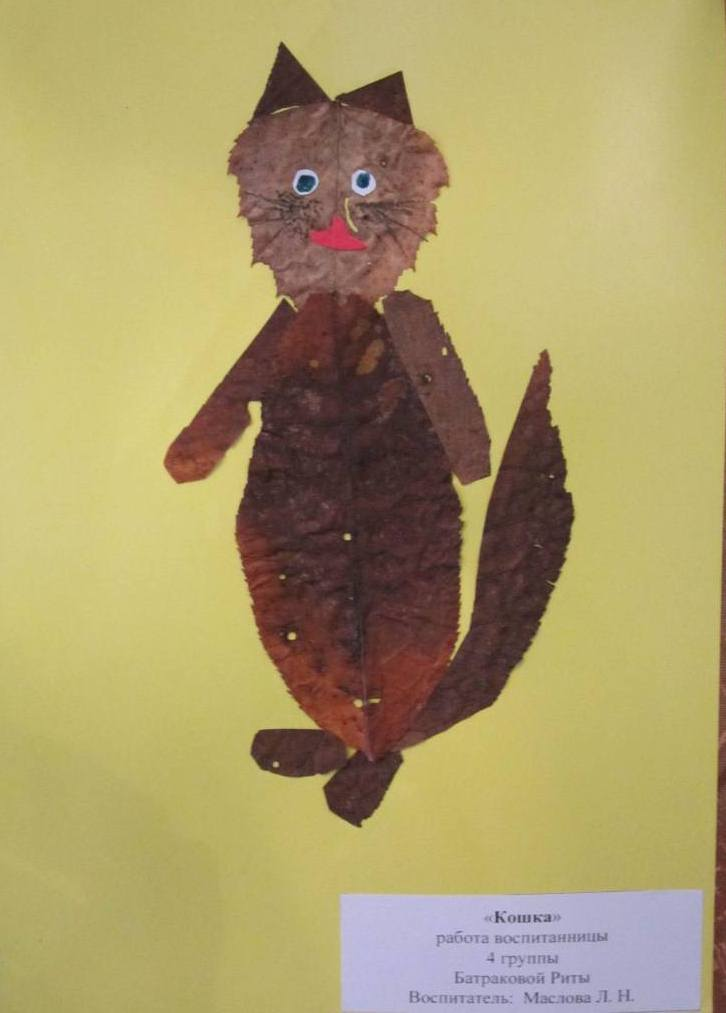 «Кошка»
работа воспитанницы
4 группы
Батраковой Риты
Воспитатель: Маслова Л. Н.